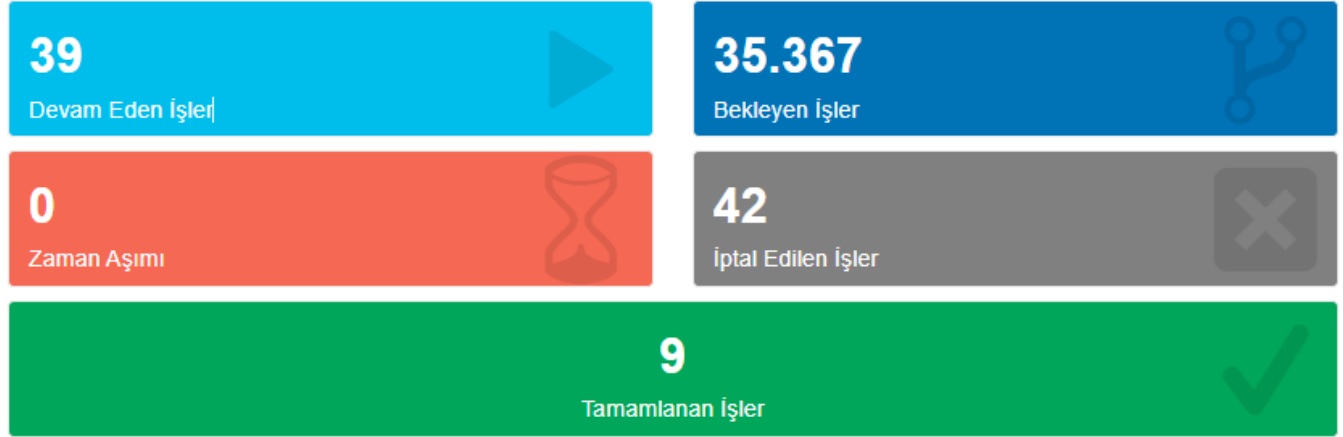 39
Devam Eden İşler
35.367
Bekleyen İşler
0
Zaman Aşımı
42
İptal Edilen İşler
9
Tamamlanan İşler